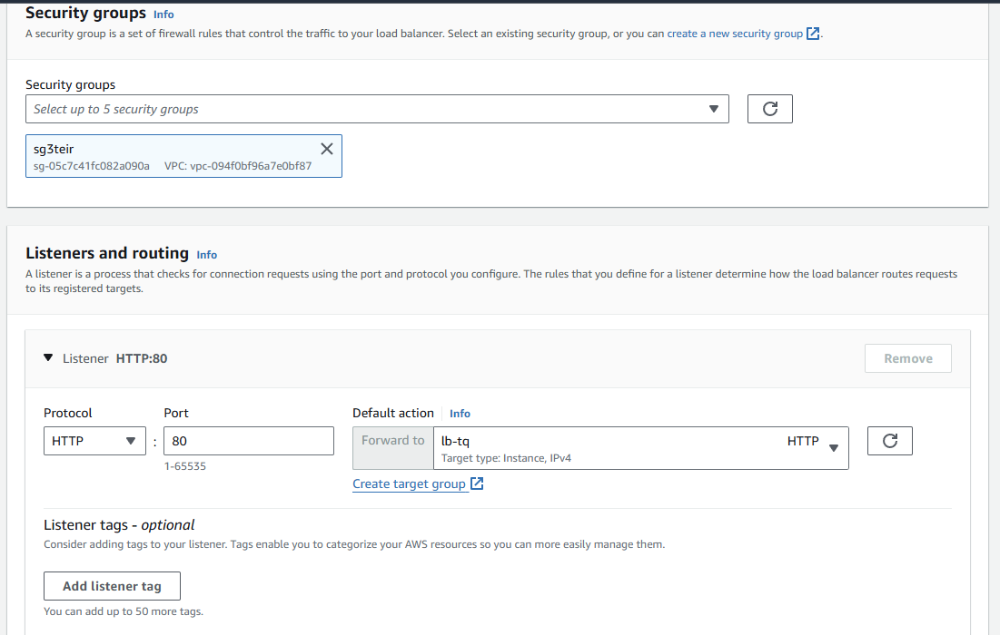 Security groups Info
A security group is a set of firewall rules that control the traffic to your load balancer. Select an existing security group, or you can create a new security group.
Security groups
Select up to 5 security groups
sg3teir
sg-05c7c41fc082a090a VPC: vpc-094f0bf96a7e0bf87
Listeners and routing Info
A listener is a process that checks for connection requests using the port and protocol you configure. The rules that you define for a listener determine how the load balancer routes requests
to its registered targets.
Listener HTTP:80
Remove
Protocol Port Default action Info
HTTP : 80 Forward to lb-tq HTTP
Target type: Instance, IPv4
1-65535
Create target group
Listener tags - optional
Consider adding tags to your listener. Tags enable you to categorize your AWS resources so you can more easily manage them.
Add listener tag
You can add up to 50 more tags.